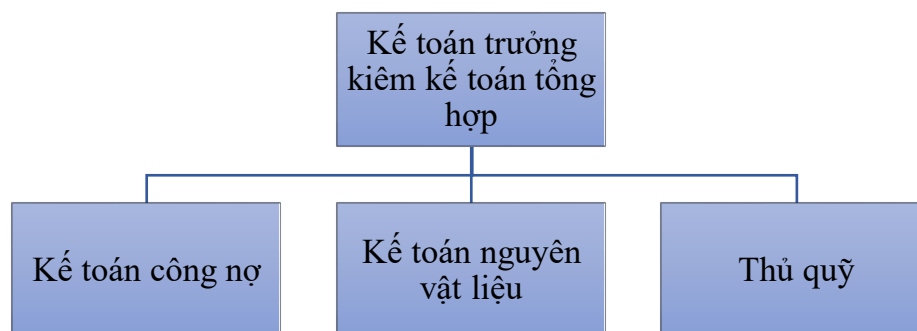 Kế toán trưởng
kiêm kế toán tổng
hợp
Kế toán công nợ
Kế toán nguyên
vật liệu
Thủ quỹ